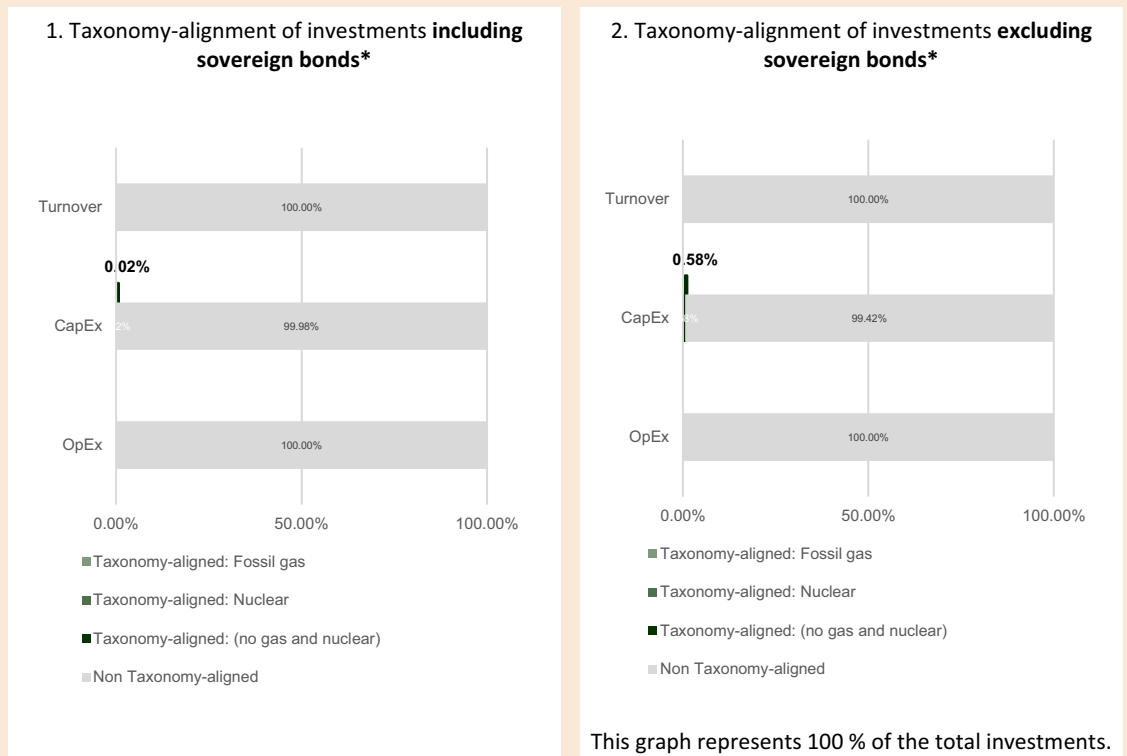 1. Taxonomy-alignment of investments including
sovereign bonds*
Turnover
100.00%
0.02%
CapEx
2%
99.98%
OpEx
100.00%
0.00%
50.00%
100.00%
Taxonomy-aligned: Fossil gas
Taxonomy-aligned: Nuclear
Taxonomy-aligned: (no gas and nuclear)
Non Taxonomy-aligned
2. Taxonomy-alignment of investments excluding
sovereign bonds*
Turnover
100.00%
0.58%
CapEx
8%
99.42%
OpEx
100.00%
0.00%
50.00%
100.00%
Taxonomy-aligned: Fossil gas
Taxonomy-aligned: Nuclear
Taxonomy-aligned: (no gas and nuclear)
Non Taxonomy-aligned
This graph represents 100 % of the total investments.